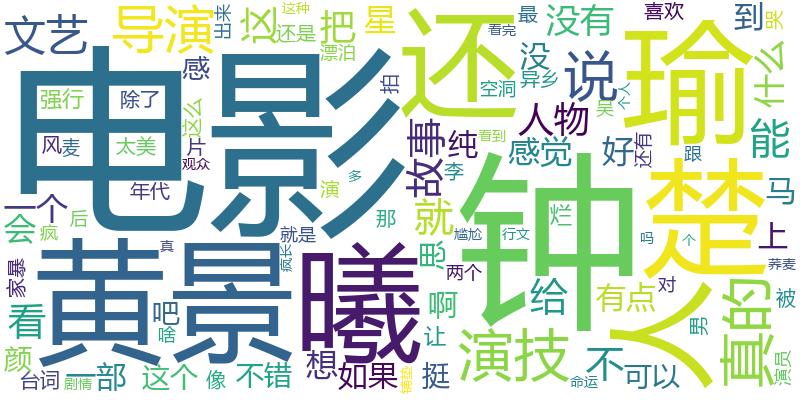 电影
黄景
曦
钟
楚
瑜
人
还
说
导演
文艺
这
把
星
没有
到
喜欢
最
没
异乡
空洞
什么
能
人物
故事
纯
感觉
好
还有
跟
李
看到
看完
吴
吴
个人
马
上
真的
被
演员
荞麦
男
对
个
吗
烂
行文
尴尬
两个
思
就
啊
让
给
有点
演技
不
可以
命运
挺
如果
想
像
不错
这个
一部
台词
剧情
颜
看
家暴
会
一个
疯
后
年代
太美
风
麦
强行
除了
感
这么
片
观众
出来
这种
还是
漂泊
拍
演
多
那
就是
疯长
真
吧
啥